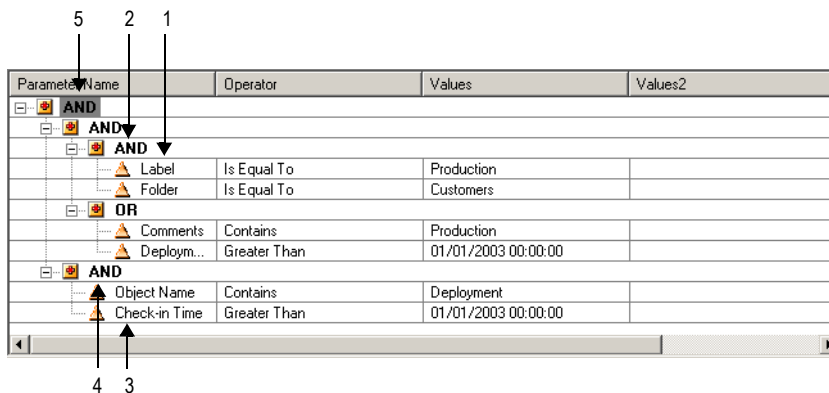 5 2 1
Parameter Name Operator Values Values2
AND
AND
AND
Label Is Equal To Production
Folder Is Equal To Customers
OR
Comments Contains Production
Deploym... Greater Than 01/01/2003 00:00:00
AND
Object Name Contains Deployment
Check-in Time Greater Than 01/01/2003 00:00:00
4 3